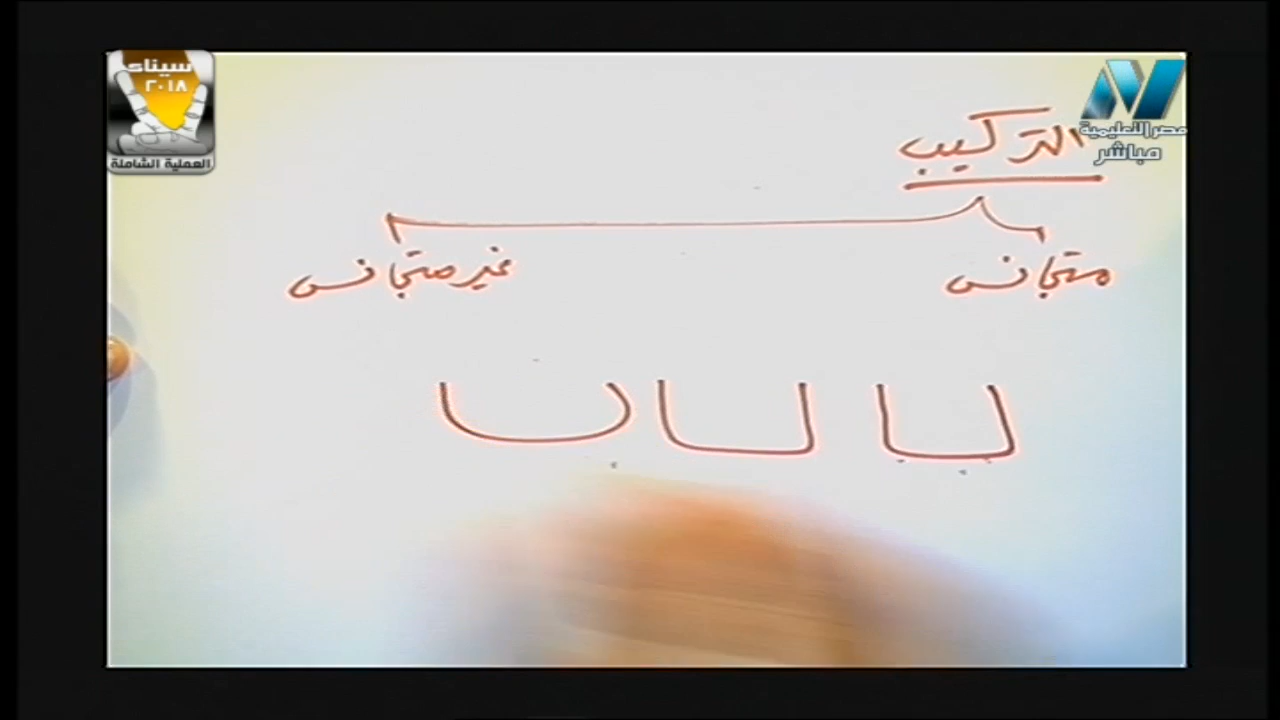 سيناء
٢٠١٨
العملية الشاملة
مصر التعليمية
مباشر
التركيب
متجانس غير متجانس